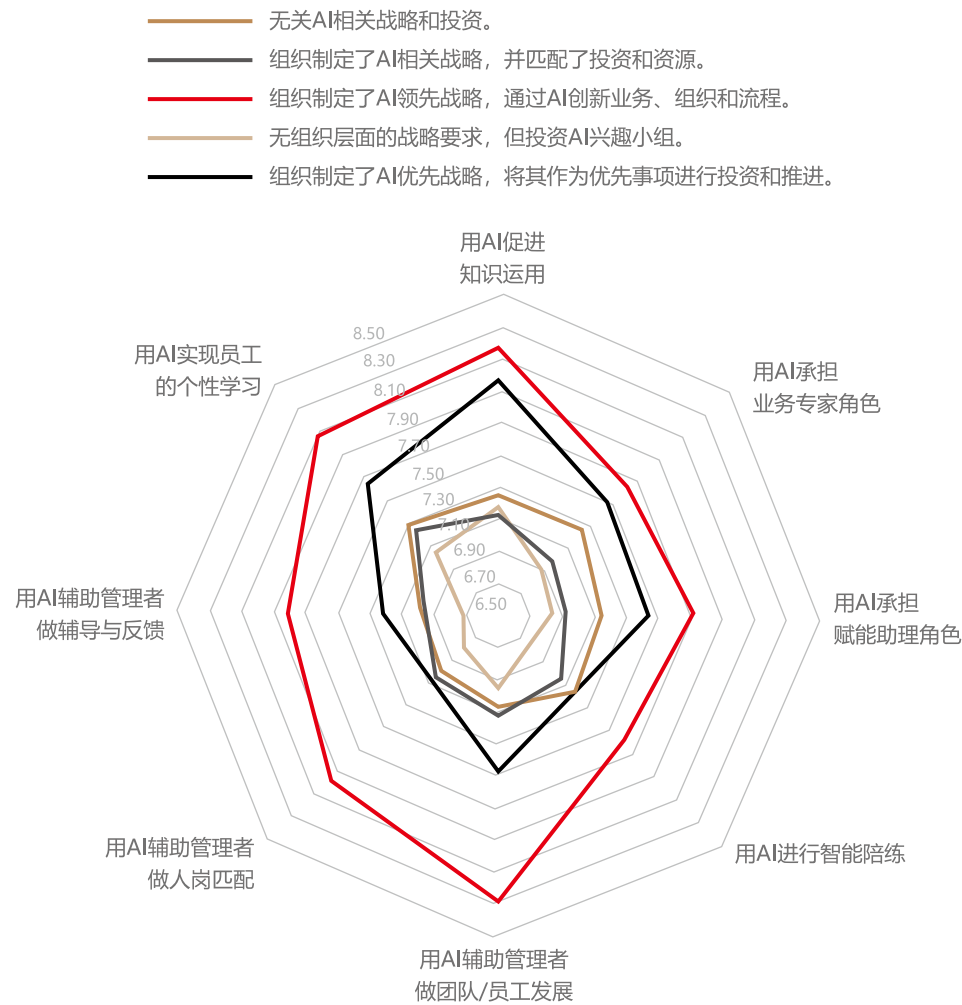 无关AI相关战略和投资。
组织制定了AI相关战略，并匹配了投资和资源。
组织制定了AI领先战略，通过AI创新业务、组织和流程。
无组织层面的战略要求，但投资AI兴趣小组。
组织制定了AI优先战略，将其作为优先事项进行投资和推进。
用AI促进
知识运用
用AI承担
业务专家角色
用AI承担
赋能助理角色
用AI进行智能陪练
用AI辅助管理者
做团队/员工发展
用AI辅助管理者
做人岗匹配
用AI辅助管理者
做辅导与反馈
用AI实现员工
的个性学习
8.50
8.30
8.10
7.90
7.70
7.50
7.30
7.10
6.90
6.70
6.50